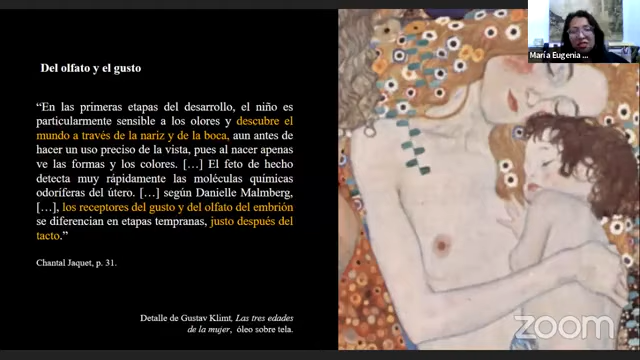 María Eugenia ...
Del olfato y el gusto
“En las primeras etapas del desarrollo, el niño es
particularmente sensible a los olores y descubre el
mundo a través de la nariz y de la boca, aun antes de
hacer un uso preciso de la vista, pues al nacer apenas
ve las formas y los colores. […] El feto de hecho
detecta muy rápidamente las moléculas químicas
odoríferas del útero. […] según Danielle Malmberg,
[…], los receptores del gusto y del olfato del embrión
se diferencian en etapas tempranas, justo después del
tacto.”
Chantal Jaquet, p. 31.
Detalle de Gustav Klimt, Las tres edades
de la mujer, óleo sobre tela.
zoom